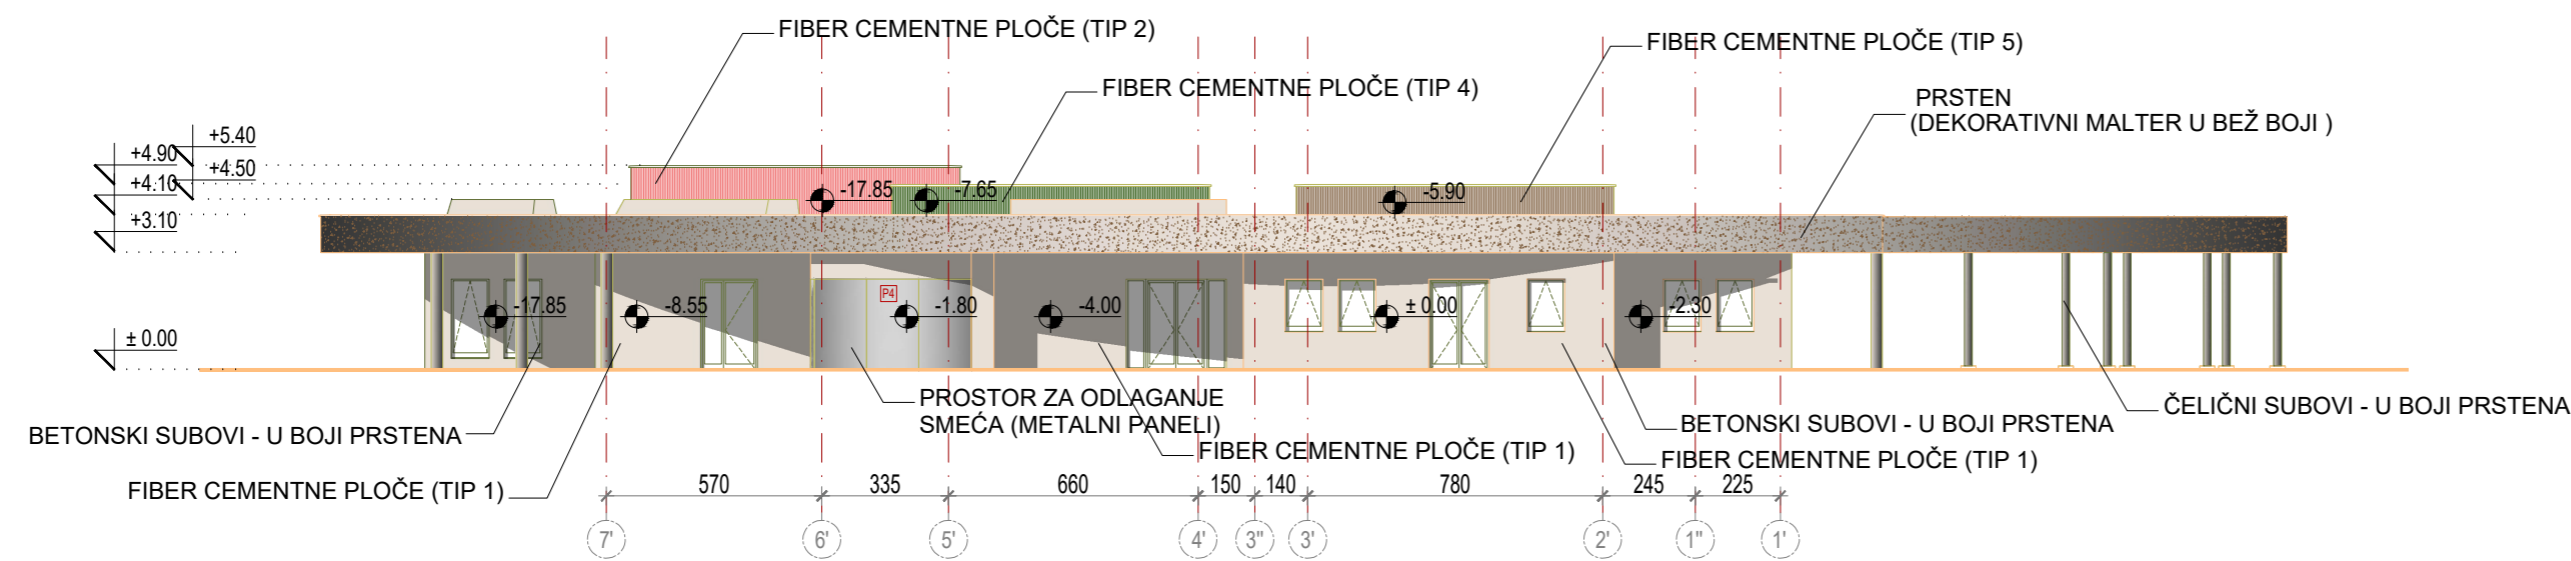 FIBER CEMENTNE PLOČE (TIP 2)
FIBER CEMENTNE PLOČE (TIP 5)
FIBER CEMENTNE PLOČE (TIP 4)
PRSTEN
(DEKORATIVNI MALTER U BEŽ BOJI )
+5.40
+4.90
+4.50
+4.10
+3.10
± 0.00
-17.85
-7.65
-5.90
P4
-17.85
-8.55
-1.80
-4.00
± 0.00
-2.30
PROSTOR ZA ODLAGANJE
SMEĆA (METALNI PANELI)
ČELIČNI SUBOVI - U BOJI PRSTENA
BETONSKI SUBOVI - U BOJI PRSTENA
BETONSKI SUBOVI - U BOJI PRSTENA
FIBER CEMENTNE PLOČE (TIP 1)
FIBER CEMENTNE PLOČE (TIP 1)
FIBER CEMENTNE PLOČE (TIP 1)
570 335 660 150 140 780 245 225
7' 6' 5' 4' 3" 3' 2' 1" 1'